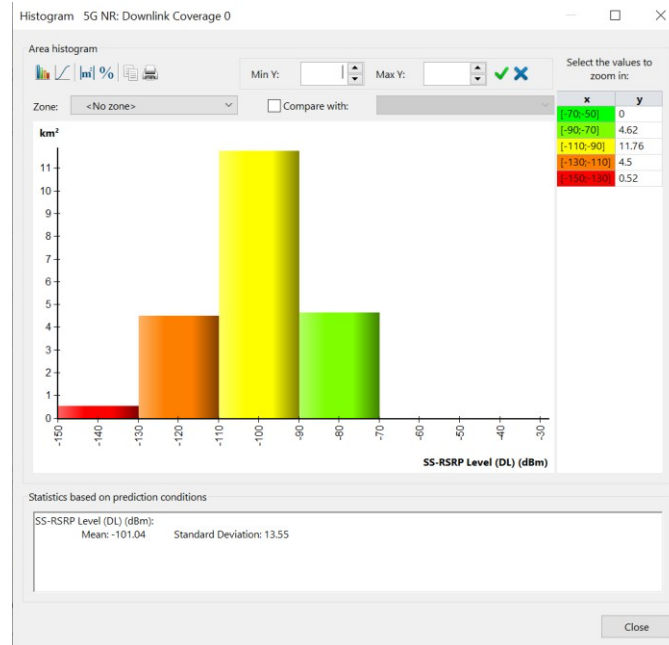 Histogram 5G NR: Downlink Coverage 0
Area histogram
Min Y:
Max Y:
Select the values to
zoom in:
Zone: <No zone>
Compare with:
x y
[-70;-50] 0
[-90;-70] 4.62
[-110;-90] 11.76
[-130;-110] 4.5
[-150;-130] 0.52
km²
11
10
9
8
7
6
5
4
3
2
1
0
-150 -140 -130 -120 -110 -100 -90 -80 -70 -60 -50 -40 -30
SS-RSRP Level (DL) (dBm)
Statistics based on prediction conditions
SS-RSRP Level (DL) (dBm):
Mean: -101.04 Standard Deviation: 13.55
Close